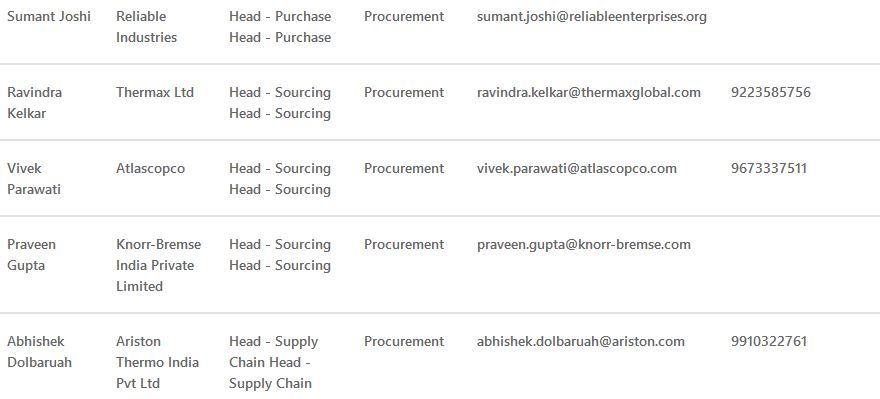 Sumant Joshi Reliable Head - Purchase Procurement sumant.joshi@reliableenterprises.org
Industries Head - Purchase
Ravindra Thermax Ltd Head - Sourcing Procurement ravindra.kelkar@thermaxglobal.com 9223585756
Kelkar Head - Sourcing
Vivek Atlascopco Head - Sourcing Procurement vivek.parawati@atlascopco.com 9673337511
Parawati Head - Sourcing
Praveen Knorr-Bremse Head - Sourcing Procurement praveen.gupta@knorr-bremse.com
Gupta India Private Head - Sourcing
Limited
Abhishek Ariston Head - Supply Procurement abhishek.dolbaruah@ariston.com 9910322761
Dolbaruah Thermo India Chain Head -
Pvt Ltd Supply Chain